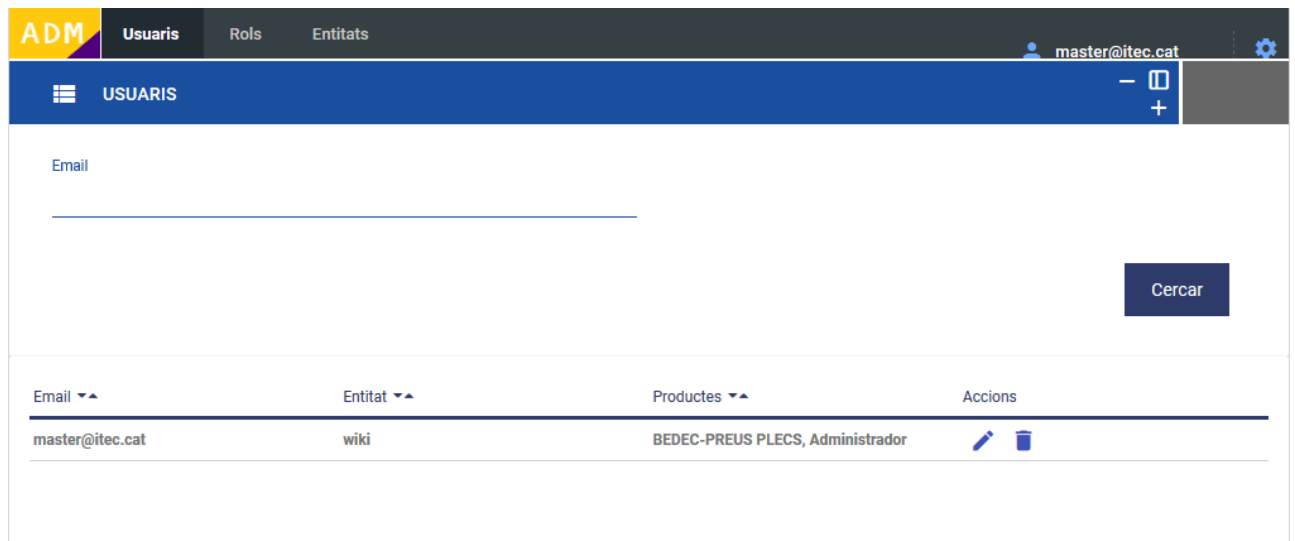 ADM Usuaris Rols Entitats master@itec.cat
USUARIS
Email
Cercar
Email Entitat Productes Accions
master@itec.cat wiki BEDEC-PREUS PLECS, Administrador